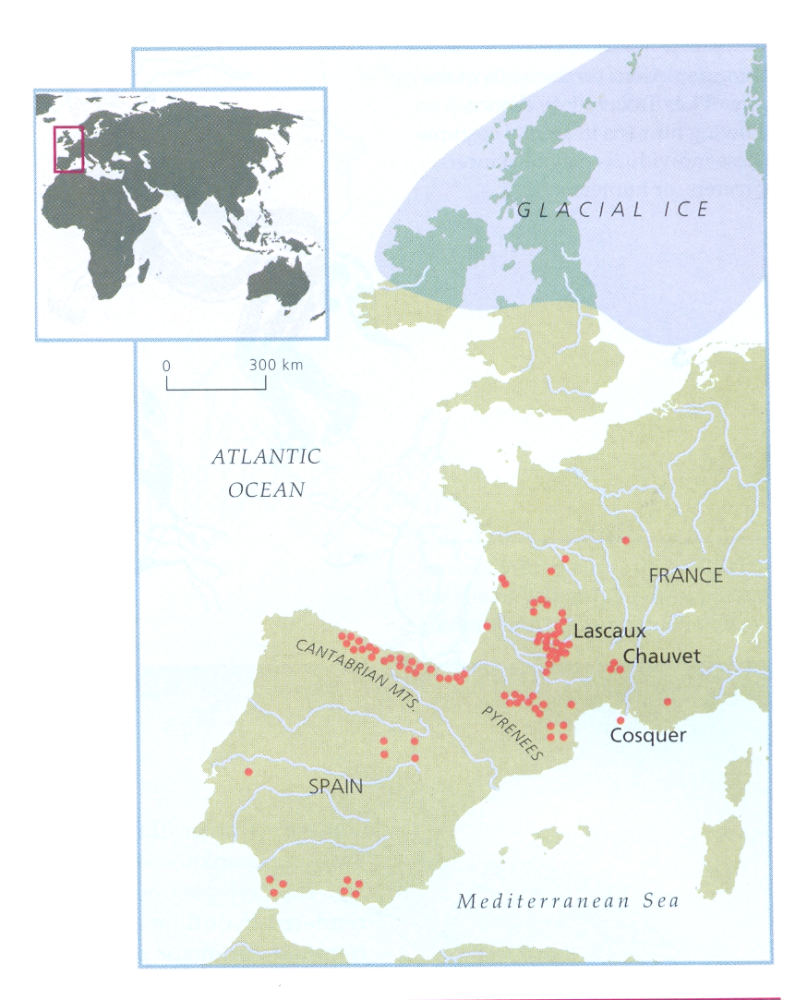 GLACIAL ICE
0 300 km
ATLANTIC
OCEAN
FRANCE
Lascaux
Chauvet
CANTABRIAN MTS.
PYRENEES
Cosquer
SPAIN
Mediterranean Sea